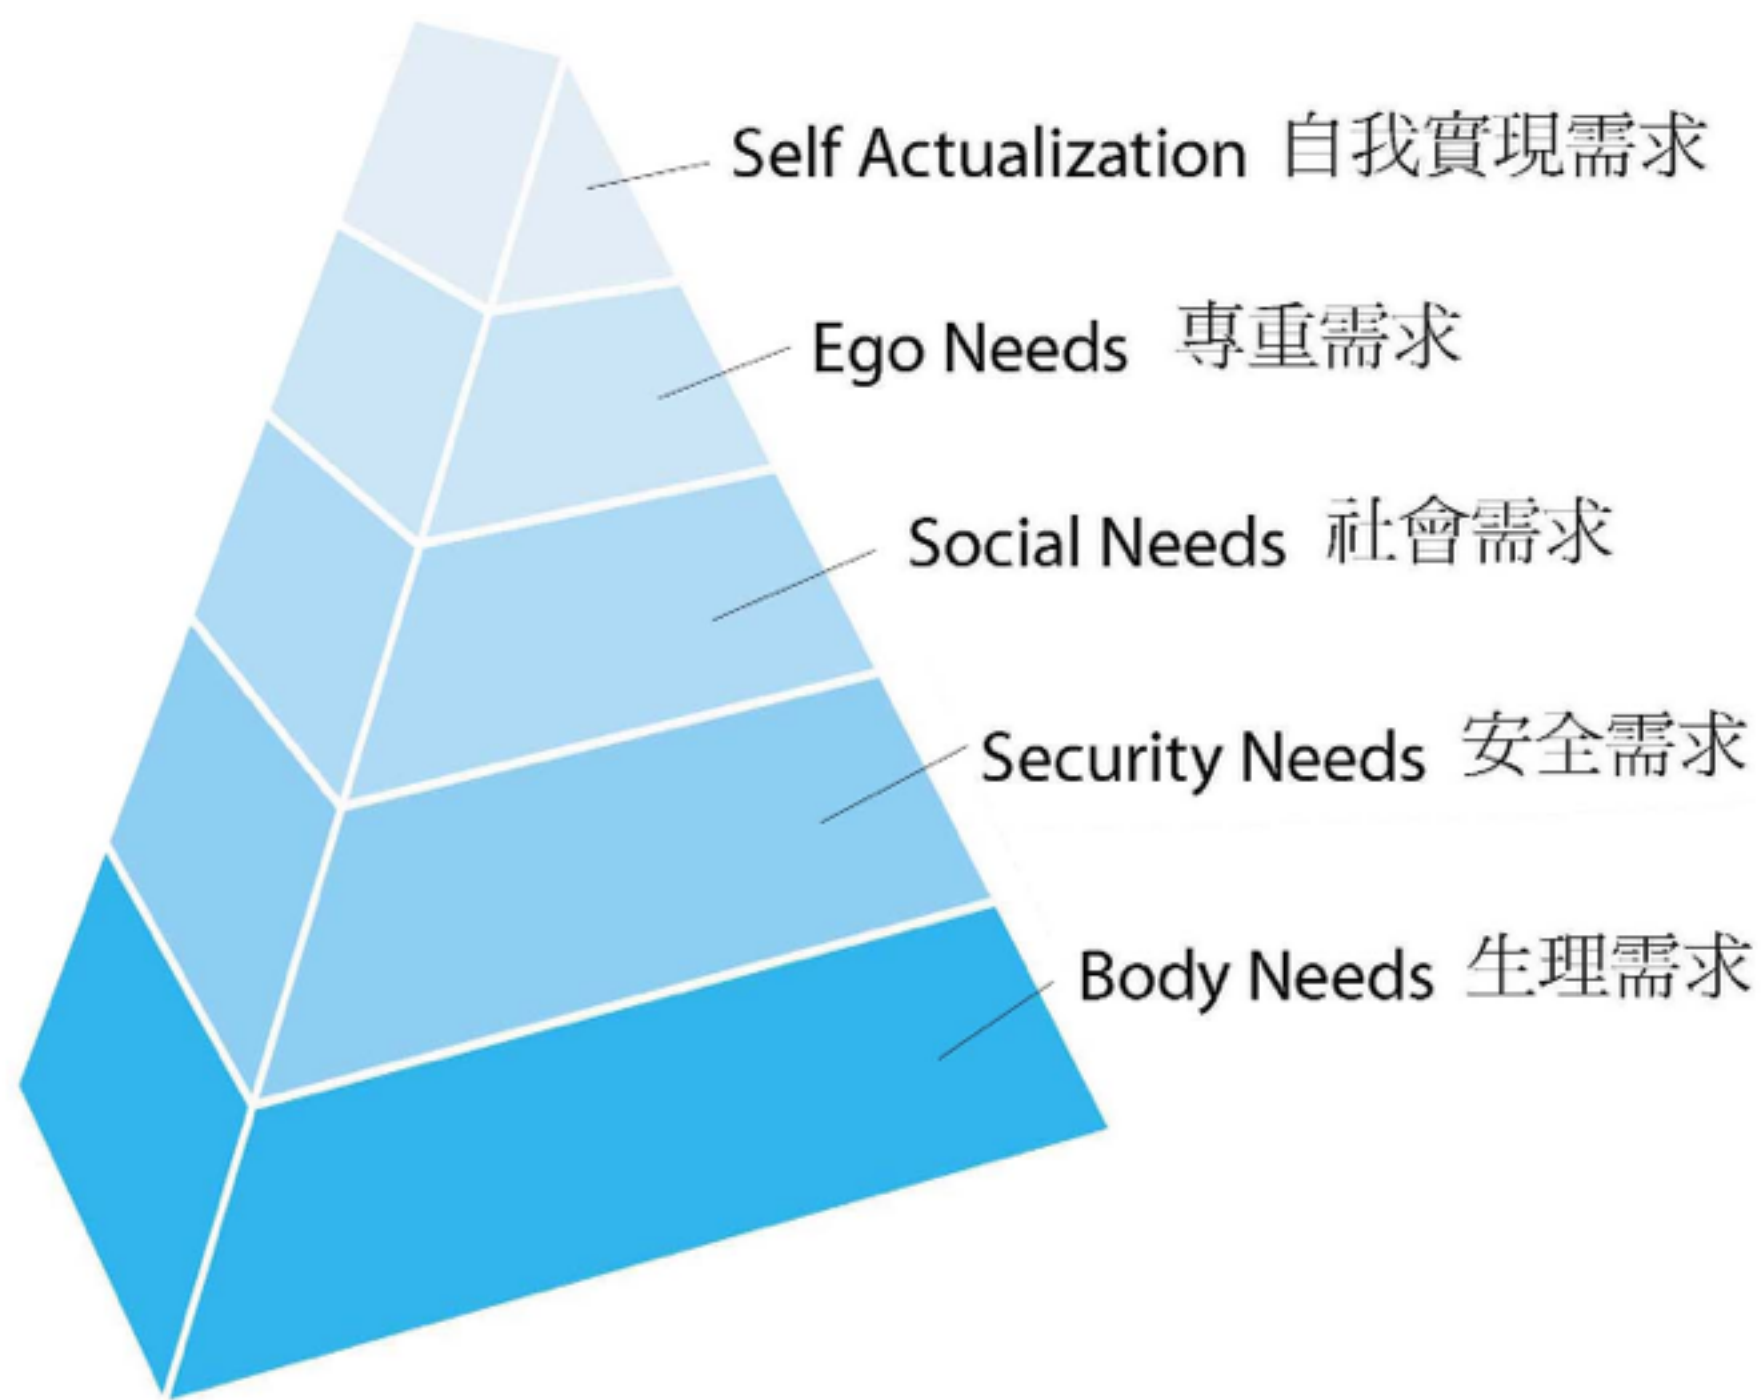 Self Actualization 自我實現需求
Ego Needs 專重需求
Social Needs 社會需求
Security Needs 安全需求
Body Needs 生理需求